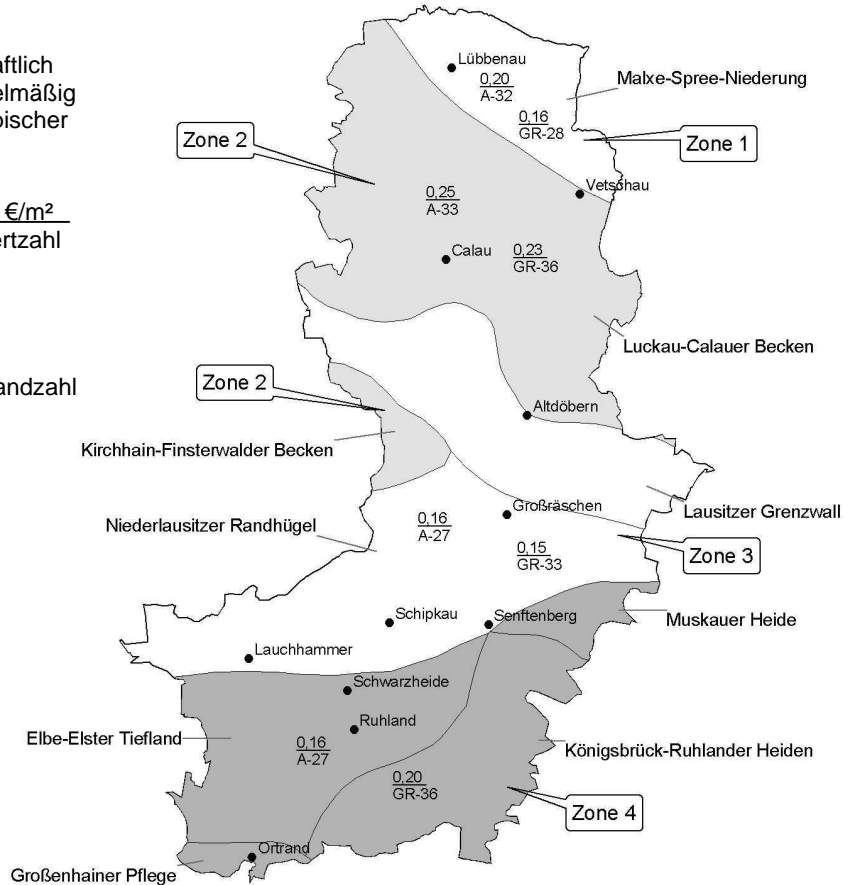 aftlich
elmäßig
pischer
€/m²
ertzahl
andzahl
Lübbenau
0,20
A-32
Malxe-Spree-Niederung
0,16
GR-28
Zone 2
Zone 1
Vetschau
0,25
A-33
Calau
0,23
GR-36
Luckau-Calauer Becken
Zone 2
Altdöbern
Kirchhain-Finsterwalder Becken
Großräschen
Lausitzer Grenzwall
Niederlausitzer Randhügel
0,16
A-27
0,15
GR-33
Zone 3
Schipkau
Senftenberg
Muskauer Heide
Lauchhammer
Schwarzheide
Ruhland
Elbe-Elster Tiefland
0,16
A-27
Königsbrück-Ruhlander Heiden
0,20
GR-36
Zone 4
Ortrand
Großenhainer Pflege